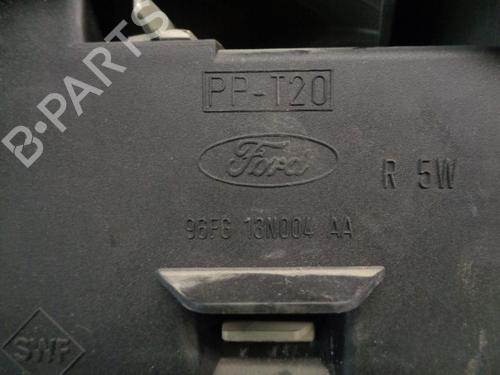 PP-T20
Ford
R 5W
96FG 13N004 AA
SWF
B-PARTS